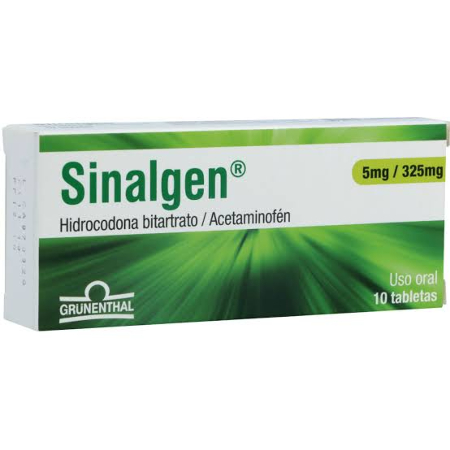 Sinalgen®
5mg / 325mg
Hidrocodona bitartrato / Acetaminofén
Uso oral
10 tabletas
GRUNENTHAL